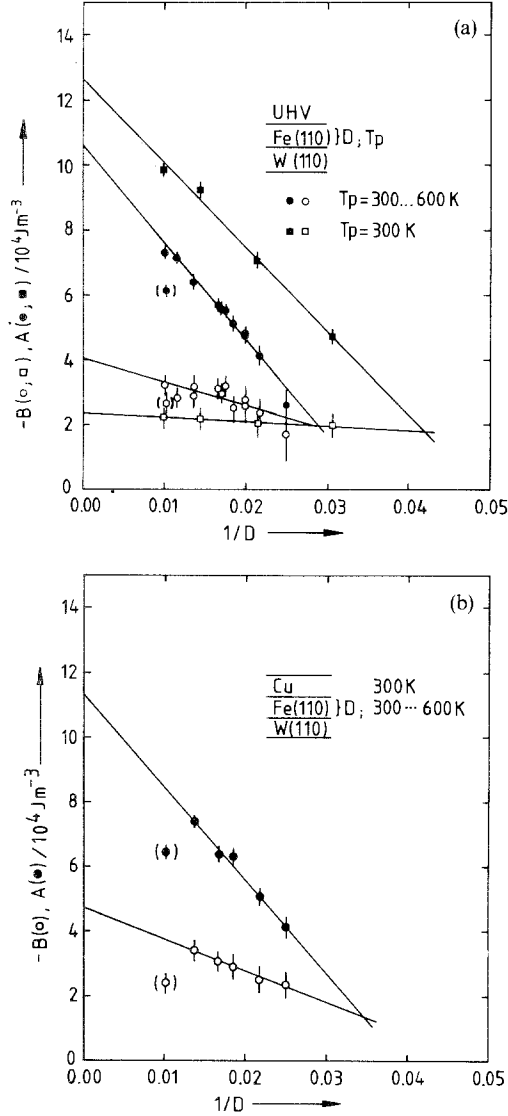 (a)
14
12
10
8
6
4
2
0
-B(○,□), A(●,■)/10⁴Jm⁻³
UHV
Fe(110) } D ; Tp
W(110)
● ○ Tp=300...600K
■ □ Tp=300K
(●)
(○)
0.00 0.01 0.02 0.03 0.04 0.05
1/D
(b)
14
12
10
8
6
4
2
0
-B(○), A(●)/10⁴Jm⁻³
Cu 300K
Fe(110) } D ; 300...600K
W(110)
(●)
(○)
0.00 0.01 0.02 0.03 0.04 0.05
1/D